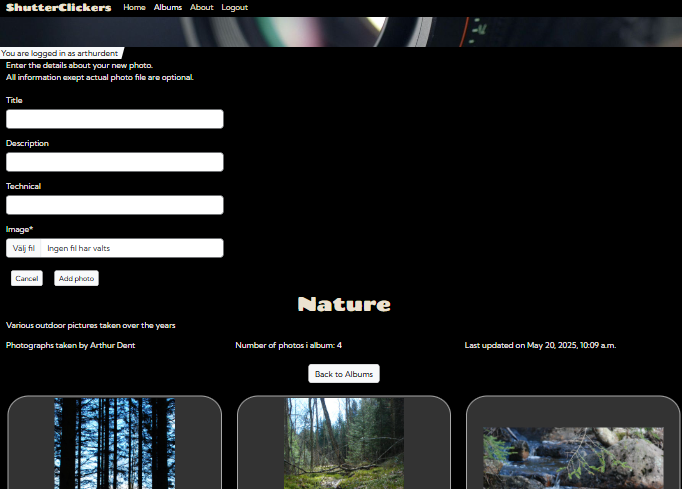 ShutterClickers Home Albums About Logout
You are logged in as arthurdent
Enter the details about your new photo.
All information exept actual photo file are optional.
Title
Description
Technical
Image*
Välj fil Ingen fil har valts
Cancel Add photo
Nature
Various outdoor pictures taken over the years
Photographs taken by Arthur Dent Number of photos i album: 4 Last updated on May 20, 2025, 10:09 a.m.
Back to Albums